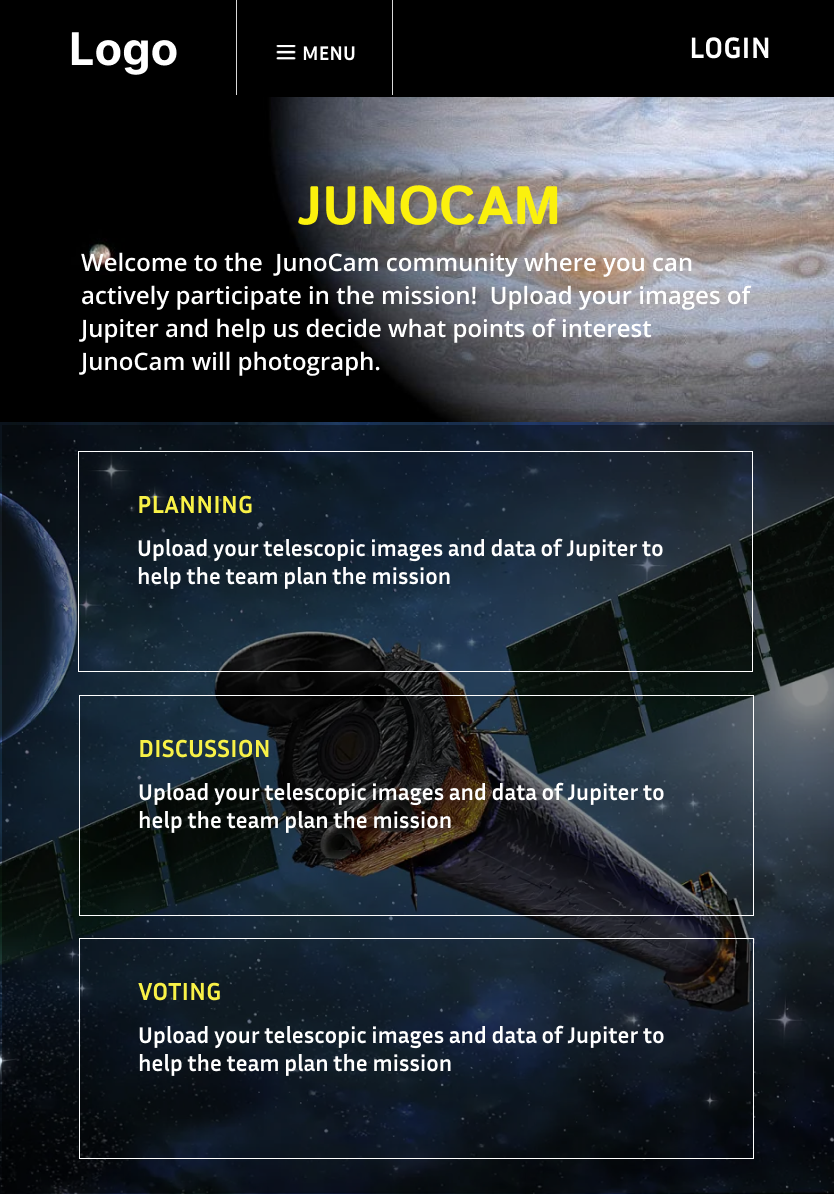 Logo
MENU
LOGIN
JUNOCAM
Welcome to the JunoCam community where you can
actively participate in the mission! Upload your images of
Jupiter and help us decide what points of interest
JunoCam will photograph.
PLANNING
Upload your telescopic images and data of Jupiter to
help the team plan the mission
DISCUSSION
Upload your telescopic images and data of Jupiter to
help the team plan the mission
VOTING
Upload your telescopic images and data of Jupiter to
help the team plan the mission